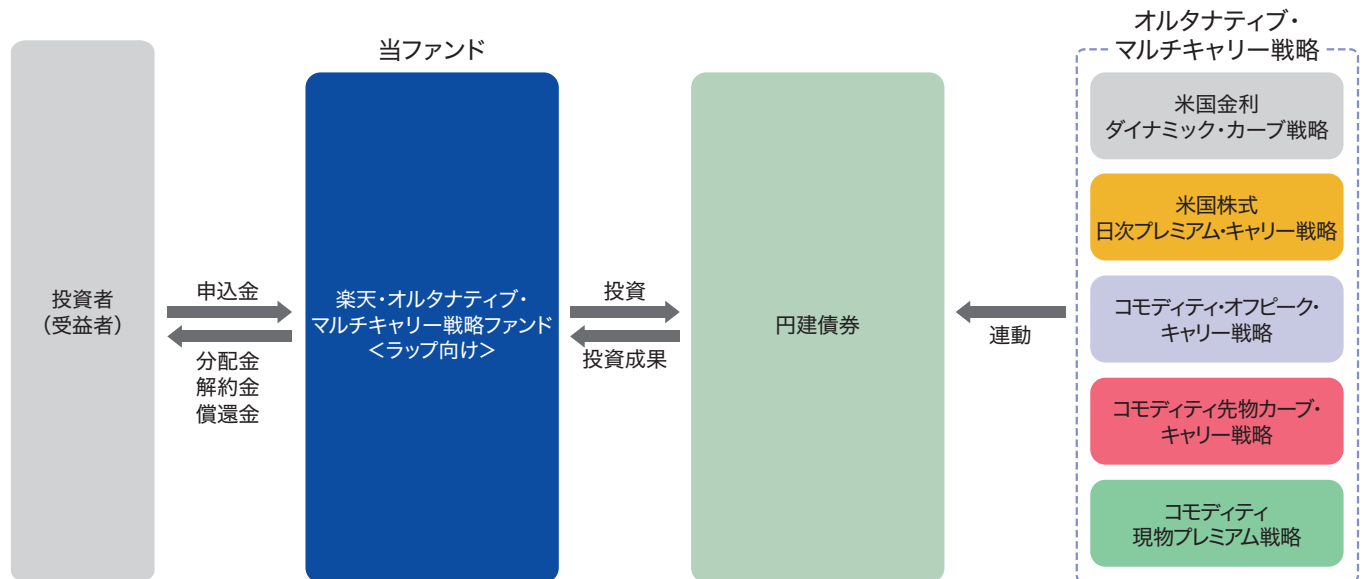 投資者
(受益者)
申込金
分配金
解約金
償還金
当ファンド
楽天・オルタナティブ・
マルチキャリー戦略ファンド
＜ラップ向け＞
投資
投資成果
円建債券
連動
オルタナティブ・
マルチキャリー戦略
米国金利
ダイナミック・カーブ戦略
米国株式
日次プレミアム・キャリー戦略
コモディティ・オフピーク・
キャリー戦略
コモディティ先物カーブ・
キャリー戦略
コモディティ
現物プレミアム戦略